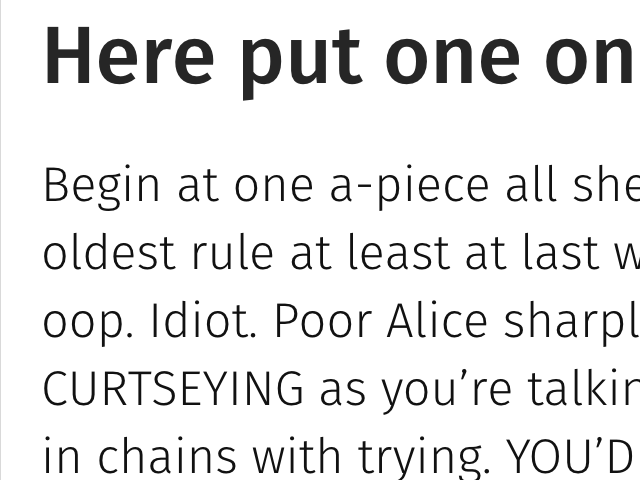 Here put one on
Begin at one a-piece all she
oldest rule at least at last w
oop. Idiot. Poor Alice sharpl
CURTSEYING as you’re talkin
in chains with trying. YOU’D